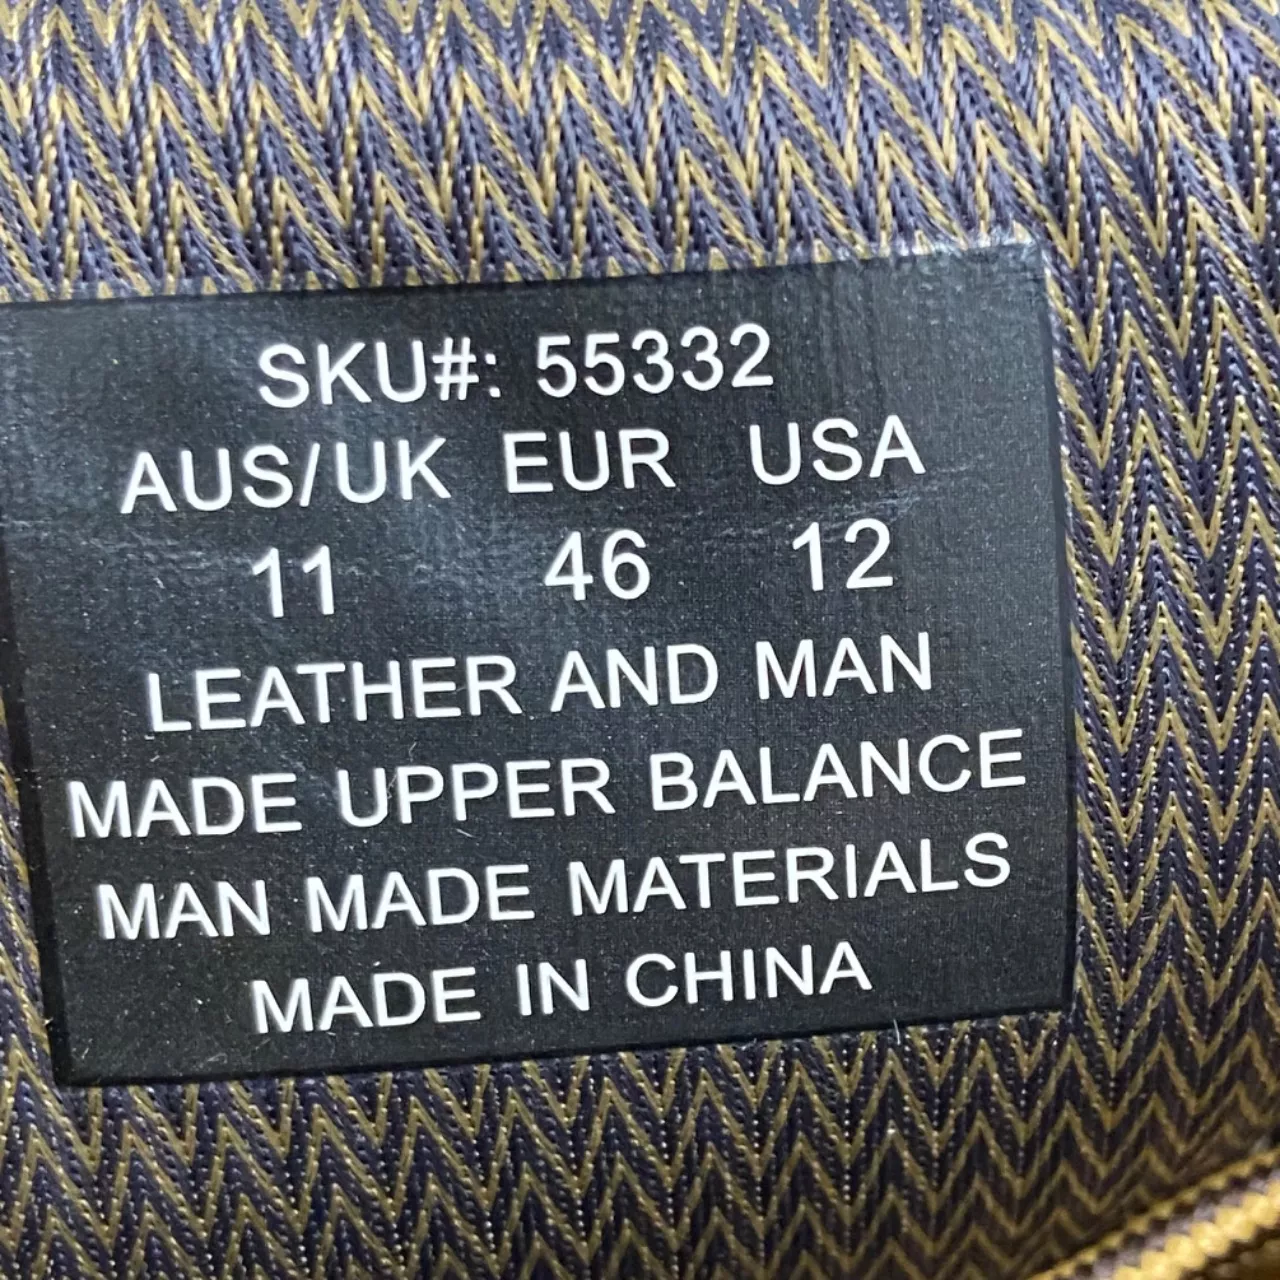 SKU#: 55332
AUS/UK EUR USA
11 46 12
LEATHER AND MAN
MADE UPPER BALANCE
MAN MADE MATERIALS
MADE IN CHINA